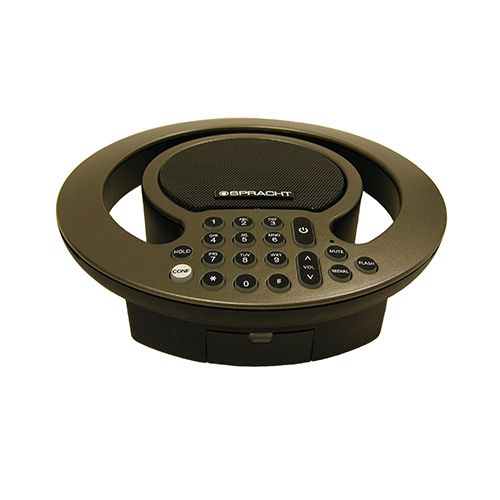 SPRACHT
1 ABC 2 DEF 3
GHI 4 JKL 5 MNO 6
HOLD PQRS 7 TUV 8 WXY 9 VOL MUTE
CONF * 0 # REDIAL FLASH